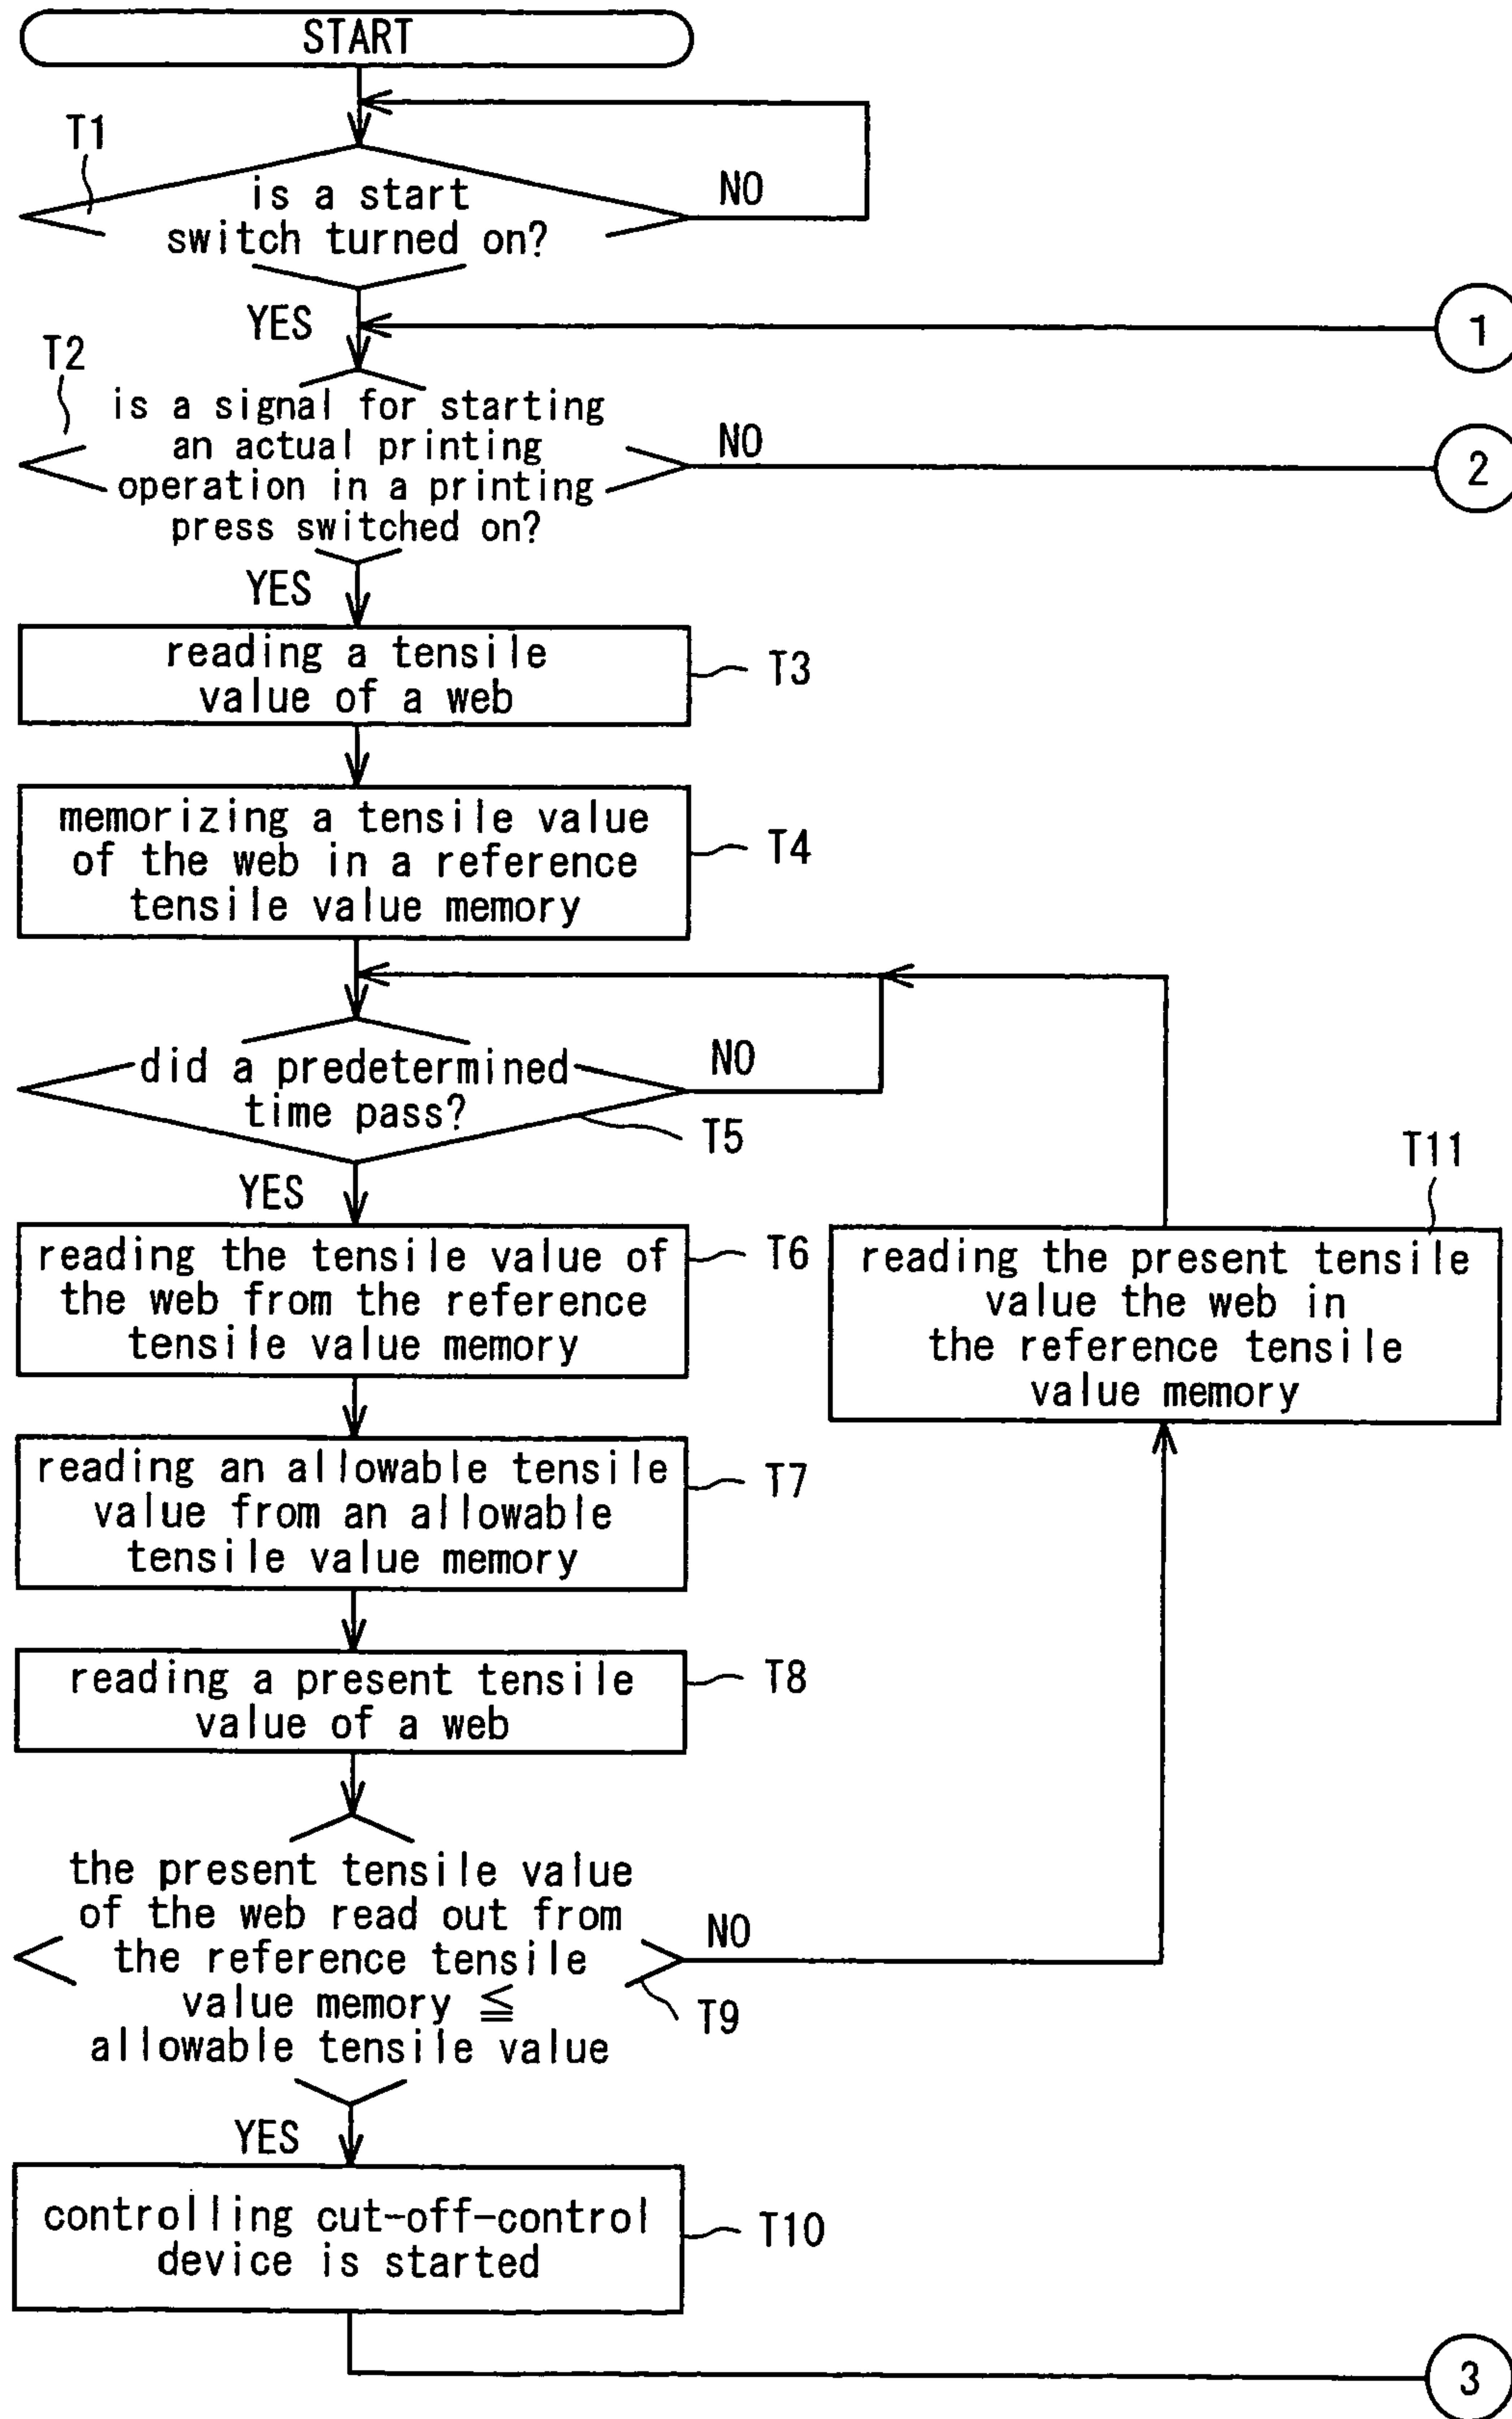 START
T1
is a start
switch turned on?
NO
YES
1
T2
is a signal for starting
an actual printing
operation in a printing
press switched on?
NO
2
YES
reading a tensile
value of a web
T3
memorizing a tensile value
of the web in a reference
tensile value memory
T4
did a predetermined
time pass?
NO
T5
YES
T11
reading the tensile value of
the web from the reference
tensile value memory
T6
reading the present tensile
value the web in
the reference tensile
value memory
reading an allowable tensile
value from an allowable
tensile value memory
T7
reading a present tensile
value of a web
T8
the present tensile value
of the web read out from
the reference tensile
value memory ≦
allowable tensile value
NO
T9
YES
controlling cut-off-control
device is started
T10
3